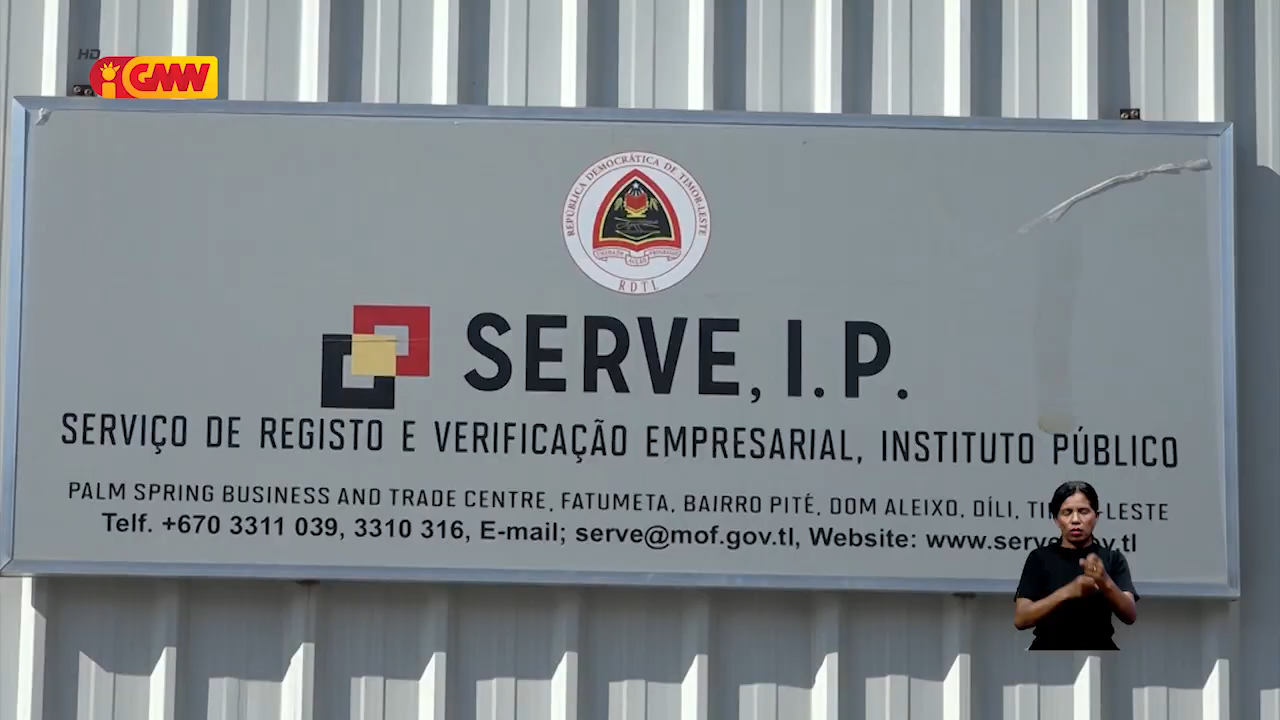 HD
GMN
REPÚBLICA DEMOCRÁTICA DE TIMOR-LESTE
RDTL
SERVE, I.P.
SERVIÇO DE REGISTO E VERIFICAÇÃO EMPRESARIAL, INSTITUTO PÚBLICO
PALM SPRING BUSINESS AND TRADE CENTRE, FATUMETA, BAIRRO PITÉ, DOM ALEIXO, DÍLI, LESTE
Telf. +670 3311 039, 3310 316, E-mail; serve@mof.gov.tl, Website: